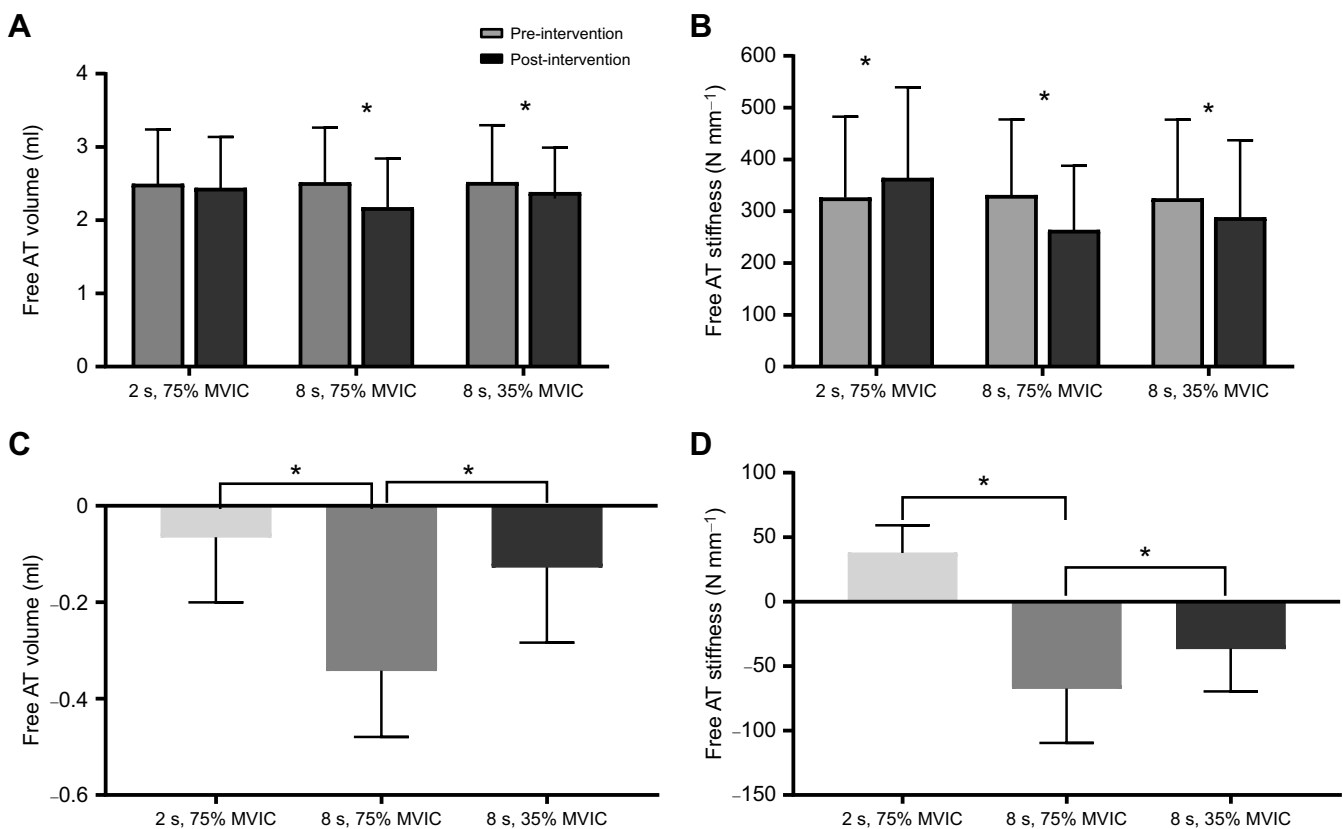 A
Pre-intervention
Post-intervention
Free AT volume (ml)
4
3
2
1
0
*
*
2 s, 75% MVIC
8 s, 75% MVIC
8 s, 35% MVIC
B
Free AT stiffness (N mm−1)
600
500
400
300
200
100
0
*
*
*
2 s, 75% MVIC
8 s, 75% MVIC
8 s, 35% MVIC
C
Free AT volume (ml)
0
−0.2
−0.4
−0.6
*
*
2 s, 75% MVIC
8 s, 75% MVIC
8 s, 35% MVIC
D
Free AT stiffness (N mm−1)
100
50
0
−50
−100
−150
*
*
2 s, 75% MVIC
8 s, 75% MVIC
8 s, 35% MVIC